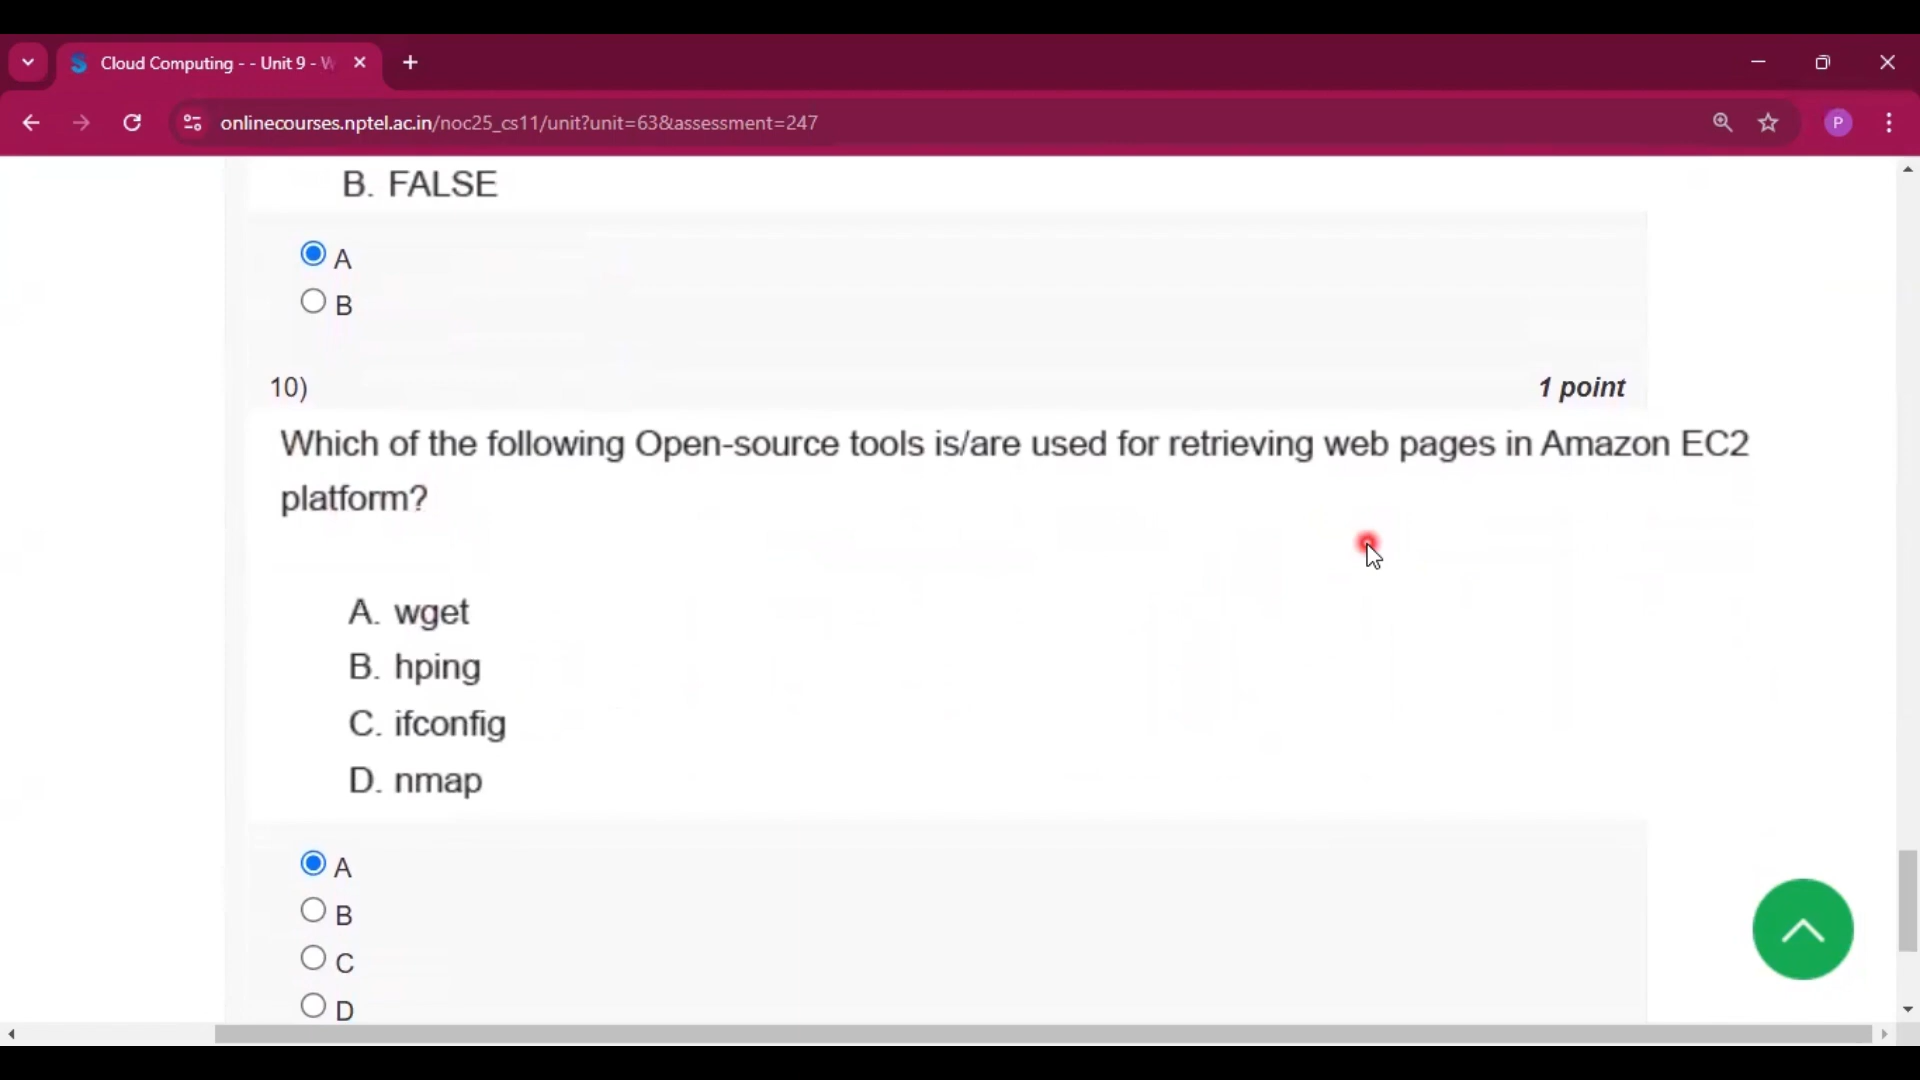 Cloud Computing - - Unit 9 - W
onlinecourses.nptel.ac.in/noc25_cs11/unit?unit=63&assessment=247
P
B. FALSE
A
B
10)
1 point
Which of the following Open-source tools is/are used for retrieving web pages in Amazon EC2
platform?
A. wget
B. hping
C. ifconfig
D. nmap
A
B
C
D